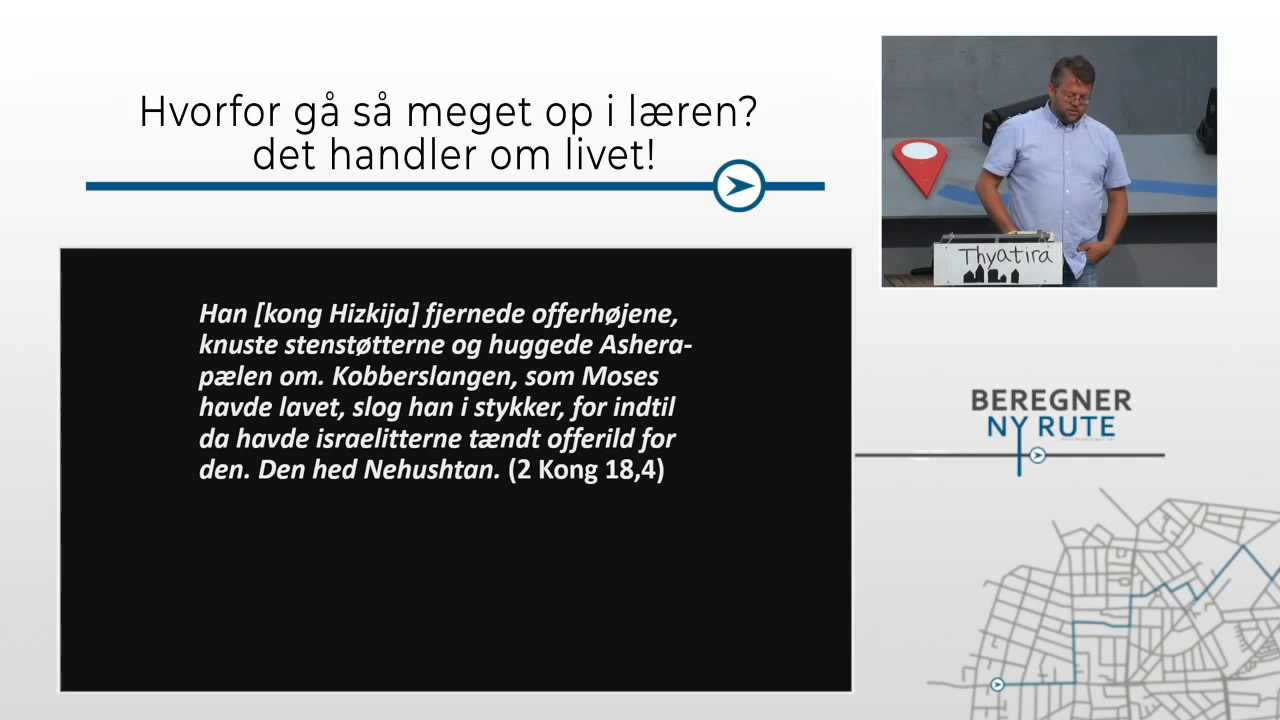 Hvorfor gå så meget op i læren?
det handler om livet!
Han [kong Hizkija] fjernede offerhøjene,
knuste stenstøtterne og huggede Ashera-
pælen om. Kobberslangen, som Moses
havde lavet, slog han i stykker, for indtil
da havde israelitterne tændt offerild for
den. Den hed Nehushtan. (2 Kong 18,4)
Thyatira
BEREGNER
NY RUTE